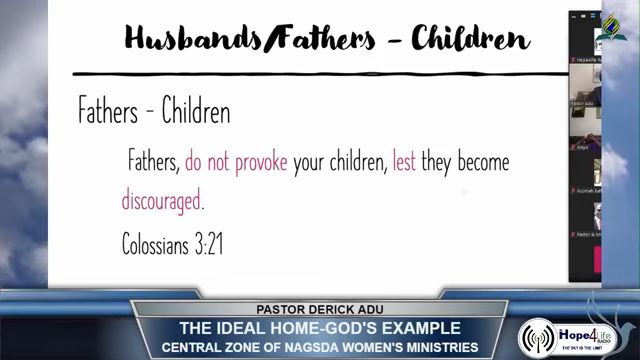 Husbands/Fathers - Children
Fathers - Children
Fathers, do not provoke your children, lest they become
discouraged.
Colossians 3:21
PASTOR DERICK ADU
THE IDEAL HOME-GOD'S EXAMPLE
CENTRAL ZONE OF NAGSDA WOMEN'S MINISTRIES
Hope4Life
RADIO
THE SKY IS THE LIMIT